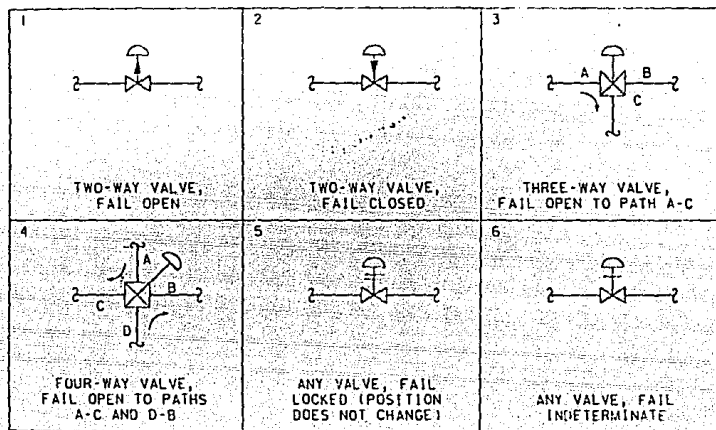 1
TWO-WAY VALVE,
FAIL OPEN
2
TWO-WAY VALVE,
FAIL CLOSED
3
A B
C
THREE-WAY VALVE,
FAIL OPEN TO PATH A-C
4
A
B
C
D
FOUR-WAY VALVE,
FAIL OPEN TO PATHS
A-C AND D-B
5
ANY VALVE, FAIL
LOCKED (POSITION
DOES NOT CHANGE)
6
ANY VALVE, FAIL
INDETERMINATE